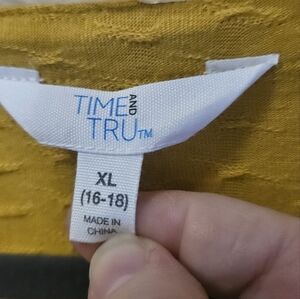 TIME AND
TRU™
XL
(16-18)
MADE IN
CHINA